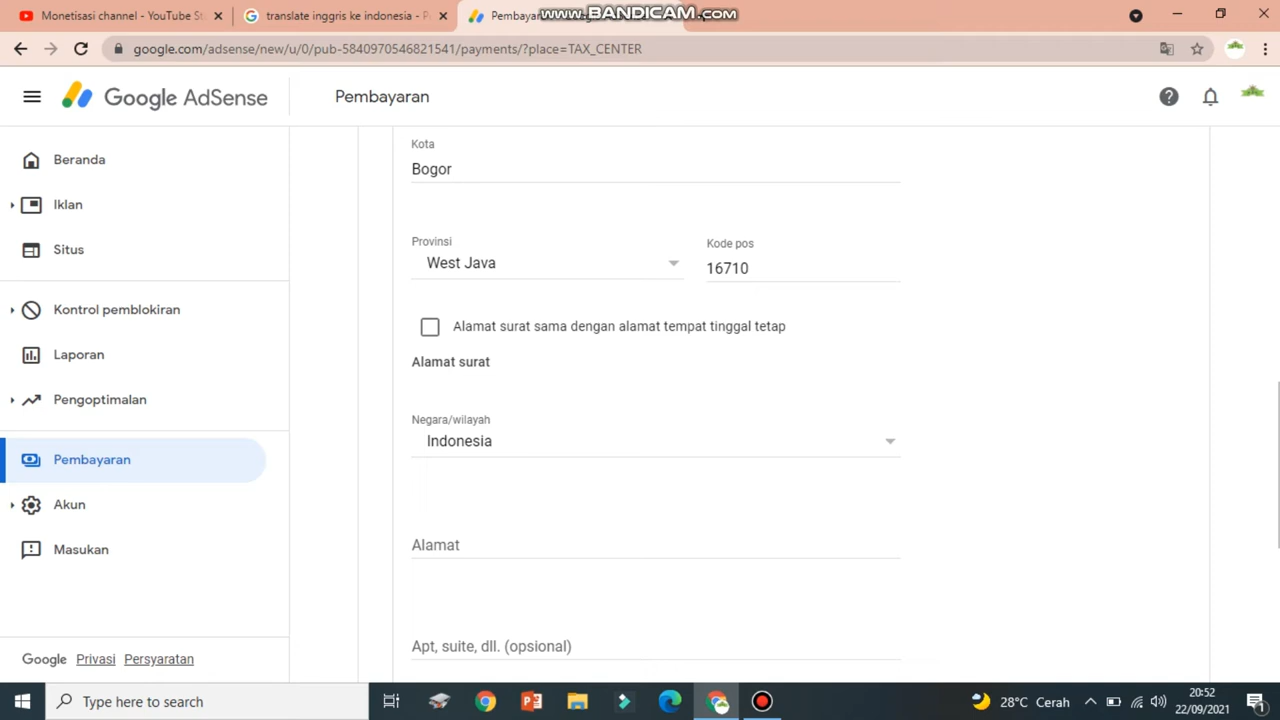 Monetisasi channel - YouTube St
translate inggris ke indonesia - P
Pembaya
www.BANDICAM.com
google.com/adsense/new/u/0/pub-5840970546821541/payments/?place=TAX_CENTER
Google AdSense
Pembayaran
Beranda
Iklan
Situs
Kontrol pemblokiran
Laporan
Pengoptimalan
Pembayaran
Akun
Masukan
Google Privasi Persyaratan
Kota
Bogor
Provinsi
West Java
Kode pos
16710
Alamat surat sama dengan alamat tempat tinggal tetap
Alamat surat
Negara/wilayah
Indonesia
Alamat
Apt, suite, dll. (opsional)
Type here to search
28°C Cerah
20:52
22/09/2021
1